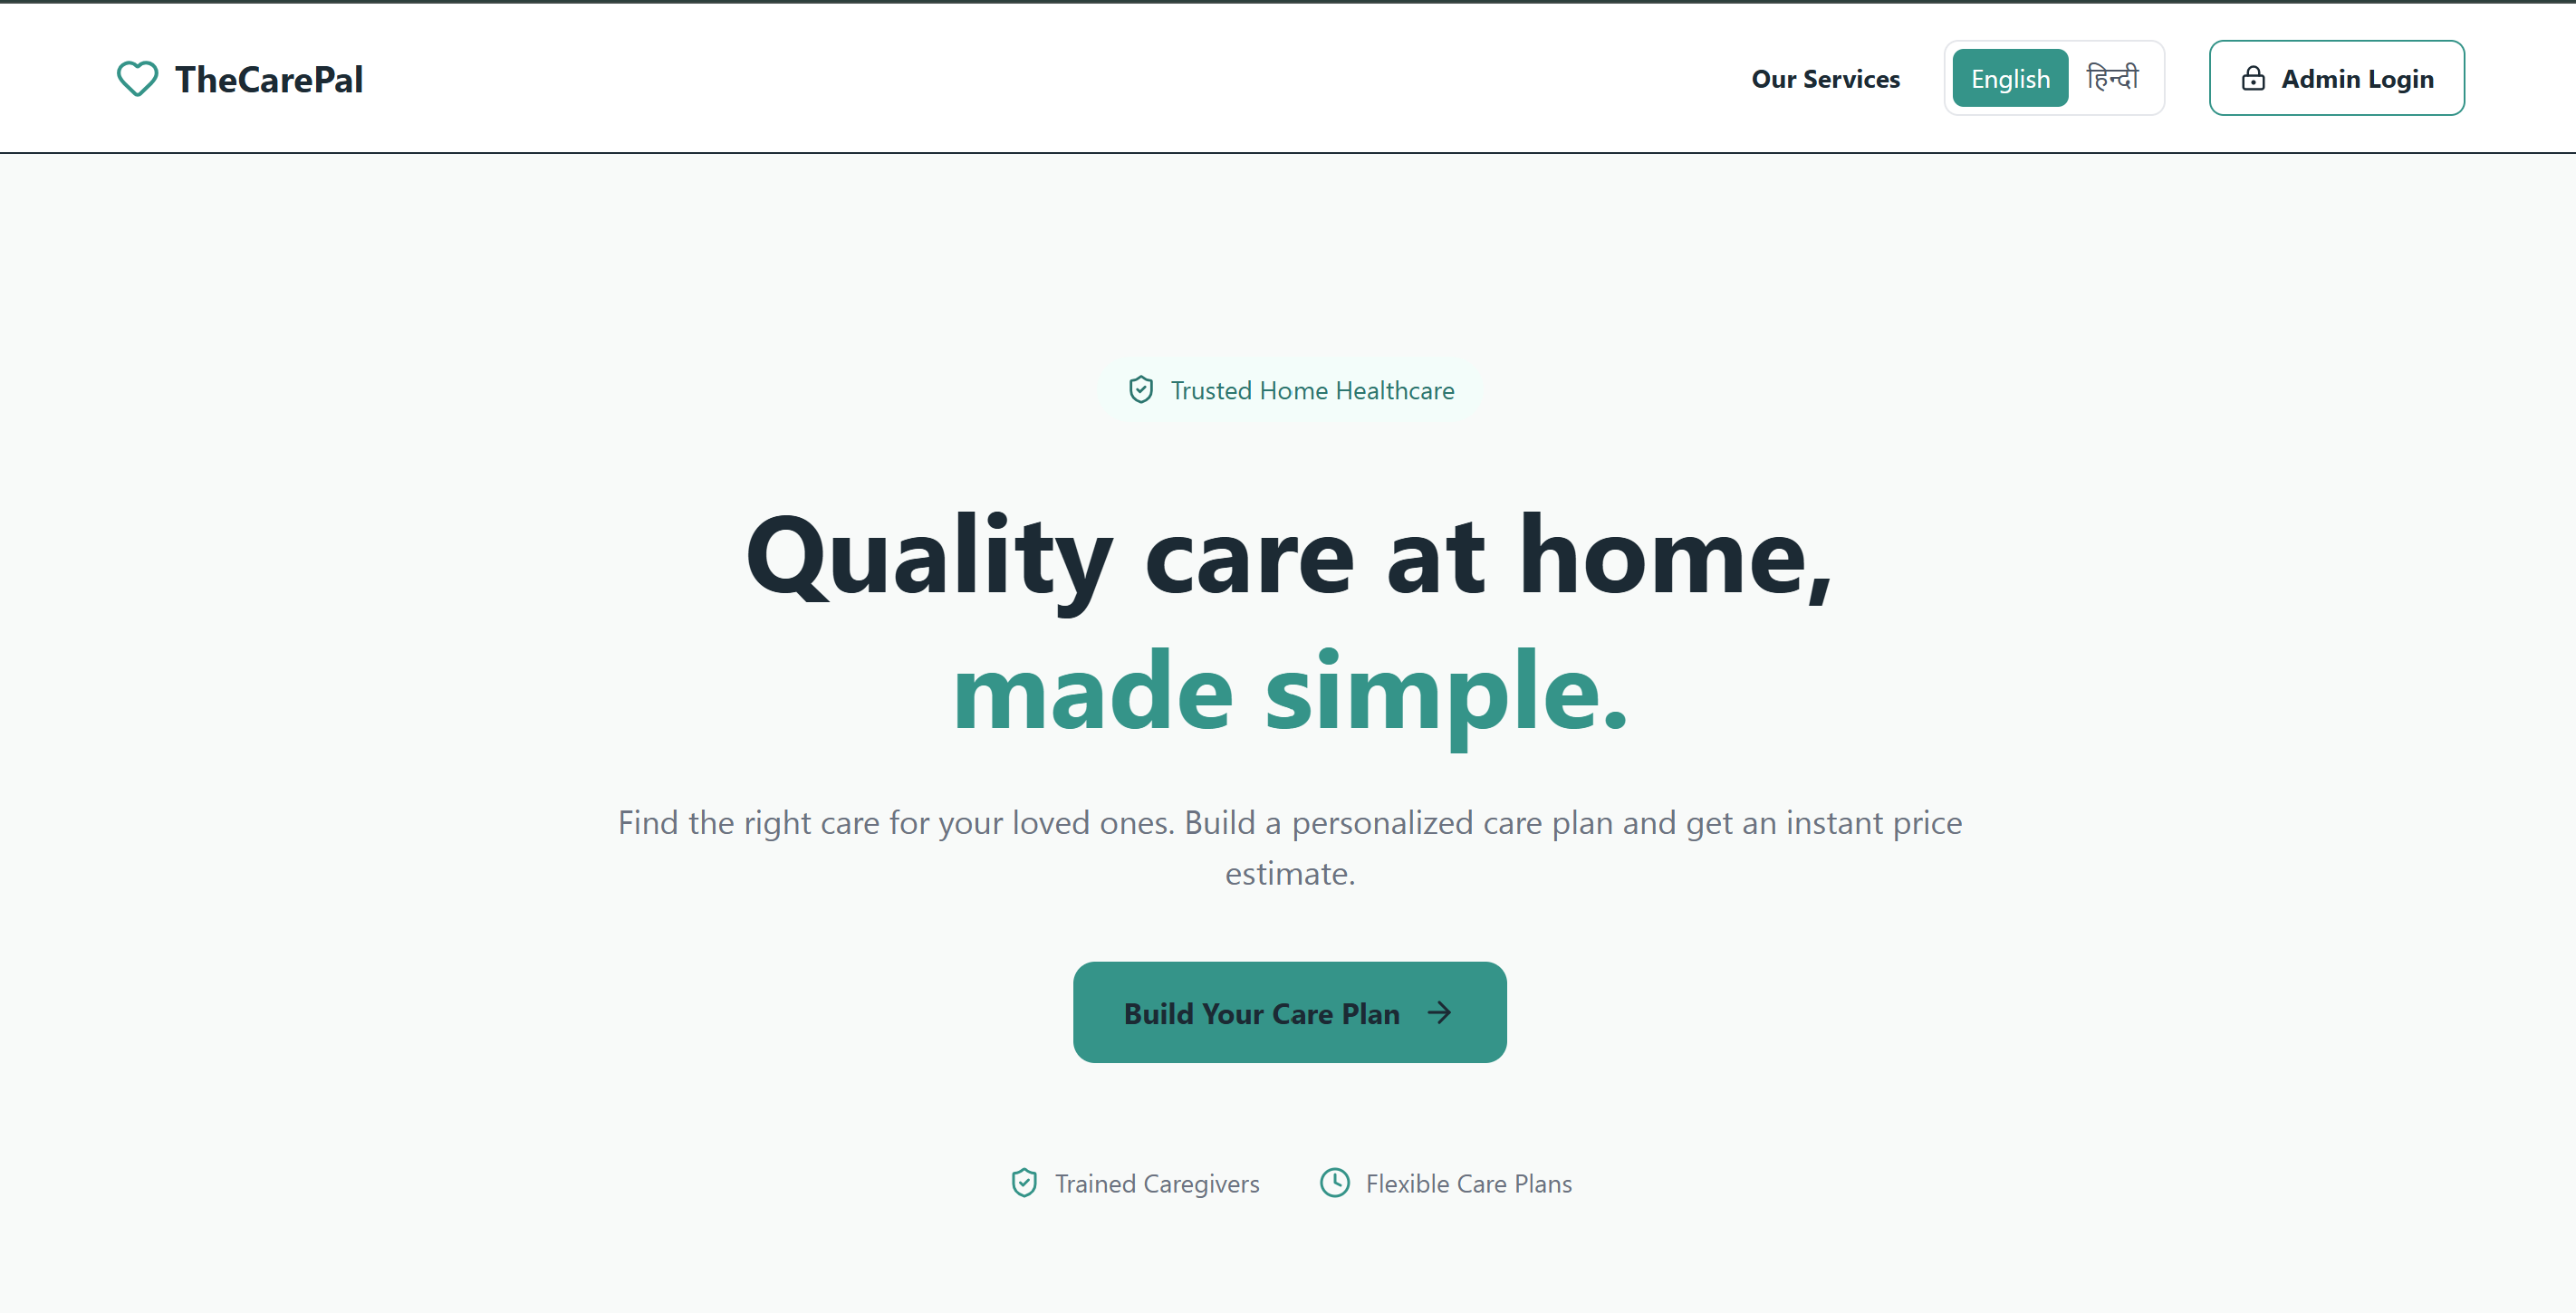 TheCarePal
Our Services
English
हिन्दी
Admin Login
Trusted Home Healthcare
Quality care at home,
made simple.
Find the right care for your loved ones. Build a personalized care plan and get an instant price
estimate.
Build Your Care Plan
Trained Caregivers
Flexible Care Plans